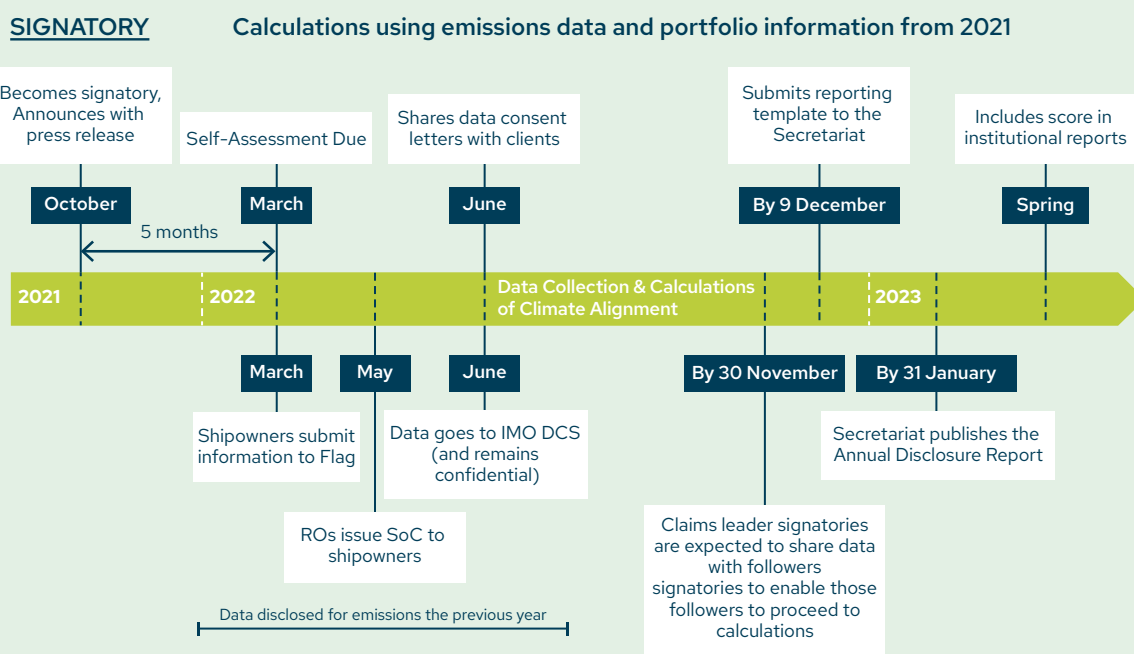 SIGNATORY
Calculations using emissions data and portfolio information from 2021
Becomes signatory,
Announces with
press release
Self-Assessment Due
Shares data consent
letters with clients
Submits reporting
template to the
Secretariat
Includes score in
institutional reports
October
March
June
By 9 December
Spring
5 months
2021
2022
Data Collection & Calculations
of Climate Alignment
2023
March
May
June
By 30 November
By 31 January
Shipowners submit
information to Flag
Data goes to IMO DCS
(and remains
confidential)
Secretariat publishes the
Annual Disclosure Report
ROs issue SoC to
shipowners
Claims leader signatories
are expected to share data
with followers
signatories to enable those
followers to proceed to
calculations
Data disclosed for emissions the previous year